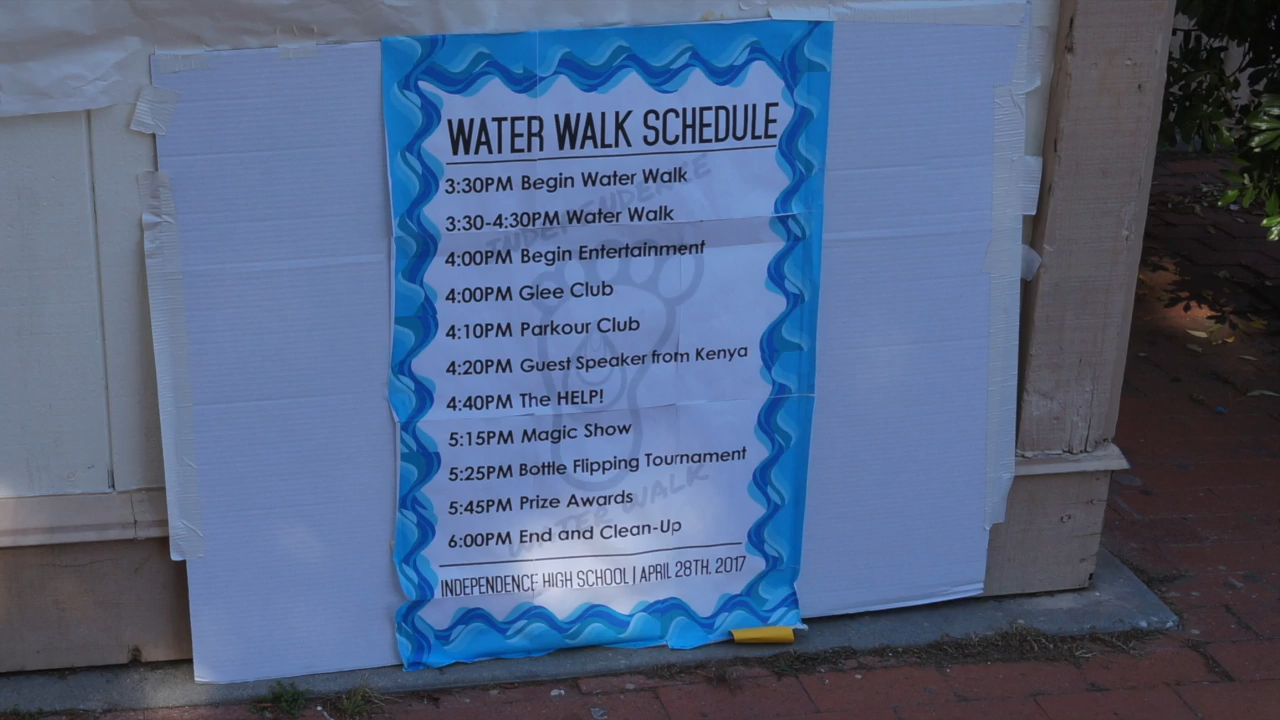 WATER WALK SCHEDULE
3:30PM Begin Water Walk
3:30-4:30PM Water Walk
4:00PM Begin Entertainment
4:00PM Glee Club
4:10PM Parkour Club
4:20PM Guest Speaker from Kenya
4:40PM The HELP!
5:15PM Magic Show
5:25PM Bottle Flipping Tournament
5:45PM Prize Awards
6:00PM End and Clean-Up
INDEPENDENCE HIGH SCHOOL | APRIL 28TH, 2017
INDEPENDENCE
WATER WALK